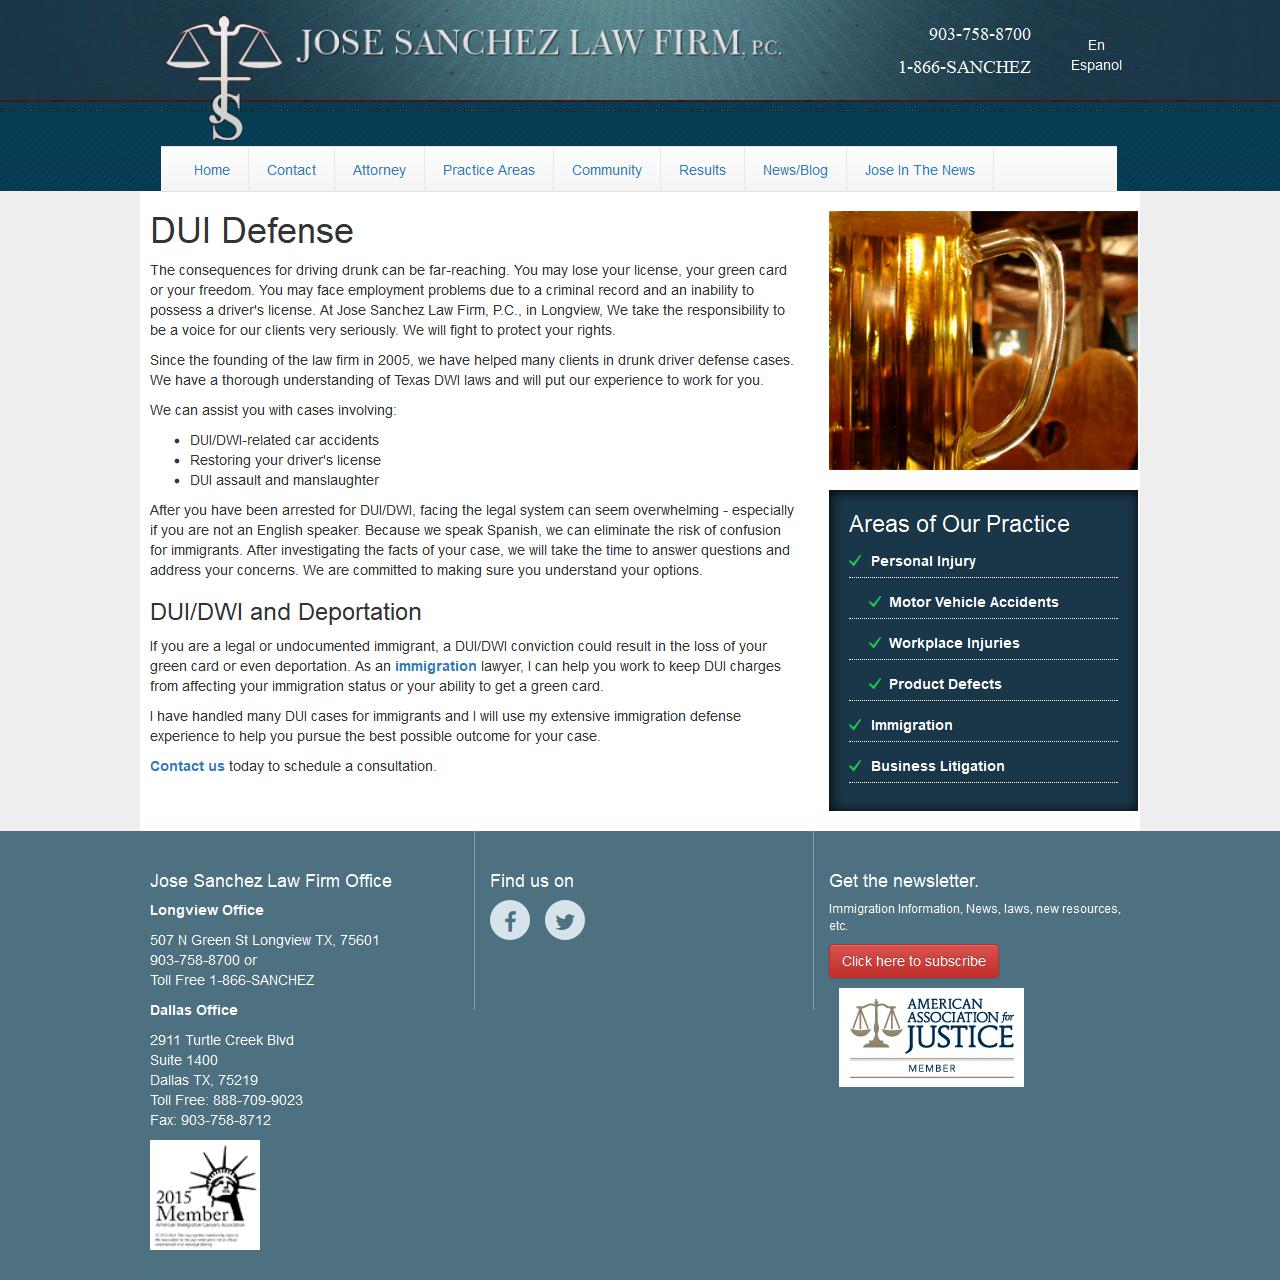 JOSE SANCHEZ LAW FIRM, P.C.
JS
903-758-8700
1-866-SANCHEZ
En
Espanol
Home Contact Attorney Practice Areas Community Results News/Blog Jose In The News
DUI Defense
The consequences for driving drunk can be far-reaching. You may lose your license, your green card
or your freedom. You may face employment problems due to a criminal record and an inability to
possess a driver's license. At Jose Sanchez Law Firm, P.C., in Longview, We take the responsibility to
be a voice for our clients very seriously. We will fight to protect your rights.
Since the founding of the law firm in 2005, we have helped many clients in drunk driver defense cases.
We have a thorough understanding of Texas DWI laws and will put our experience to work for you.
We can assist you with cases involving:
• DUI/DWI-related car accidents
• Restoring your driver's license
• DUI assault and manslaughter
After you have been arrested for DUI/DWI, facing the legal system can seem overwhelming - especially
if you are not an English speaker. Because we speak Spanish, we can eliminate the risk of confusion
for immigrants. After investigating the facts of your case, we will take the time to answer questions and
address your concerns. We are committed to making sure you understand your options.
DUI/DWI and Deportation
If you are a legal or undocumented immigrant, a DUI/DWI conviction could result in the loss of your
green card or even deportation. As an immigration lawyer, I can help you work to keep DUI charges
from affecting your immigration status or your ability to get a green card.
I have handled many DUI cases for immigrants and I will use my extensive immigration defense
experience to help you pursue the best possible outcome for your case.
Contact us today to schedule a consultation.
Areas of Our Practice
Personal Injury
Motor Vehicle Accidents
Workplace Injuries
Product Defects
Immigration
Business Litigation
Jose Sanchez Law Firm Office
Longview Office
507 N Green St Longview TX, 75601
903-758-8700 or
Toll Free 1-866-SANCHEZ
Dallas Office
2911 Turtle Creek Blvd
Suite 1400
Dallas TX, 75219
Toll Free: 888-709-9023
Fax: 903-758-8712
2015
Member
American Immigration Lawyers Association
Find us on
Get the newsletter.
Immigration Information, News, laws, new resources,
etc.
Click here to subscribe
AMERICAN
ASSOCIATION for
JUSTICE
MEMBER